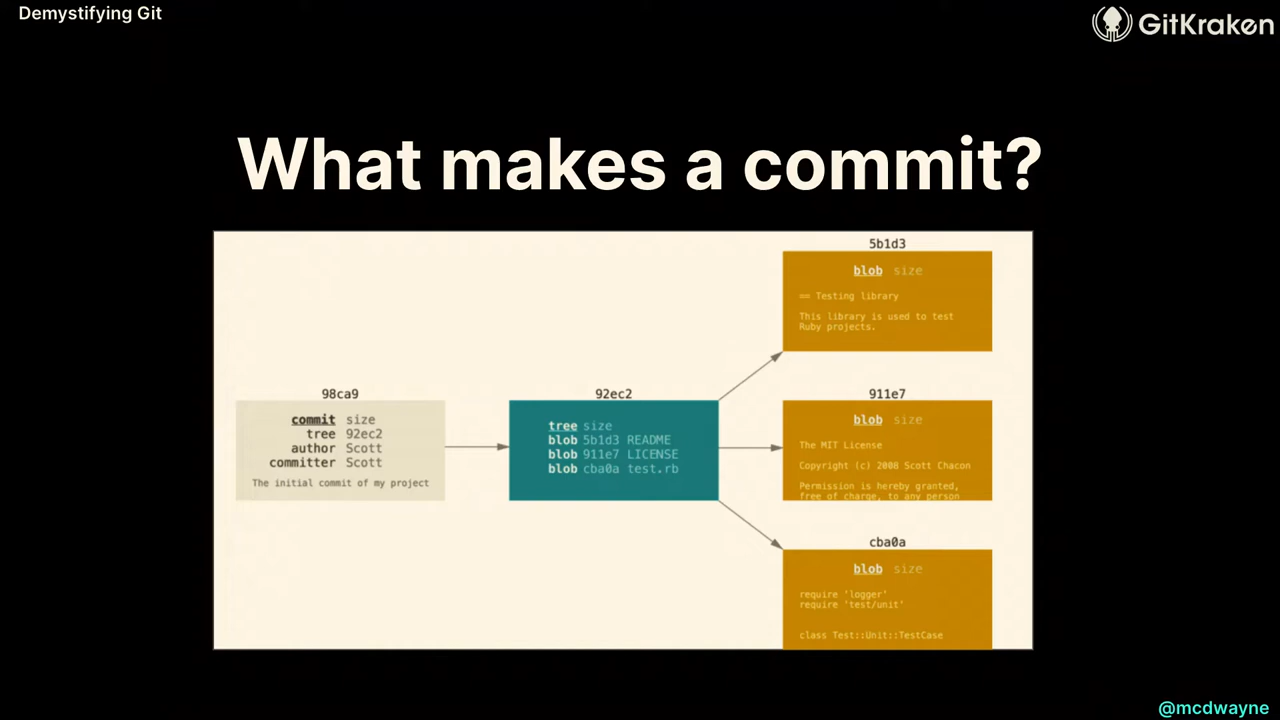 Demystifying Git
GitKraken
What makes a commit?
98ca9
commit size
tree 92ec2
author Scott
committer Scott
The initial commit of my project
92ec2
tree size
blob 5b1d3 README
blob 911e7 LICENSE
blob cba0a test.rb
5b1d3
blob size
== Testing library
This library is used to test
Ruby projects.
911e7
blob size
The MIT License
Copyright (c) 2008 Scott Chacon
Permission is hereby granted,
free of charge, to any person
cba0a
blob size
require 'logger'
require 'test/unit'
class Test::Unit::TestCase
@mcdwayne